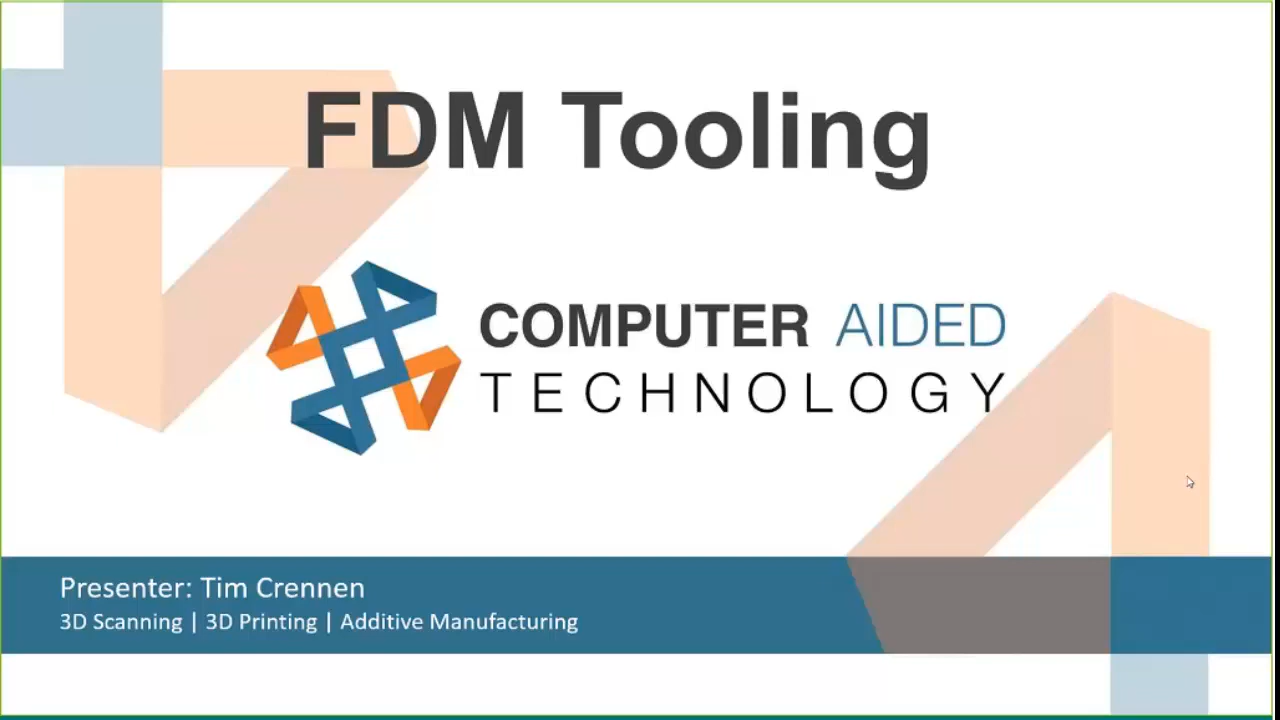 FDM Tooling
COMPUTER AIDED
TECHNOLOGY
Presenter: Tim Crennen
3D Scanning | 3D Printing | Additive Manufacturing